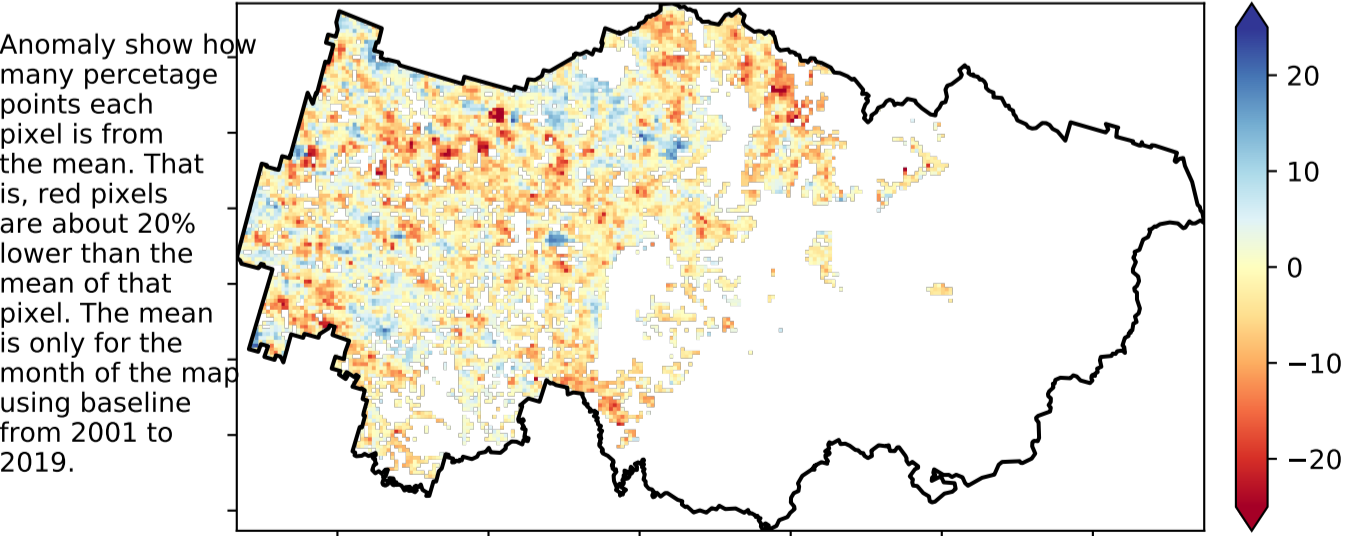 Anomaly show how
many percetage
points each
pixel is from
the mean. That
is, red pixels
are about 20%
lower than the
mean of that
pixel. The mean
is only for the
month of the map
using baseline
from 2001 to
2019.
20
10
0
−10
−20